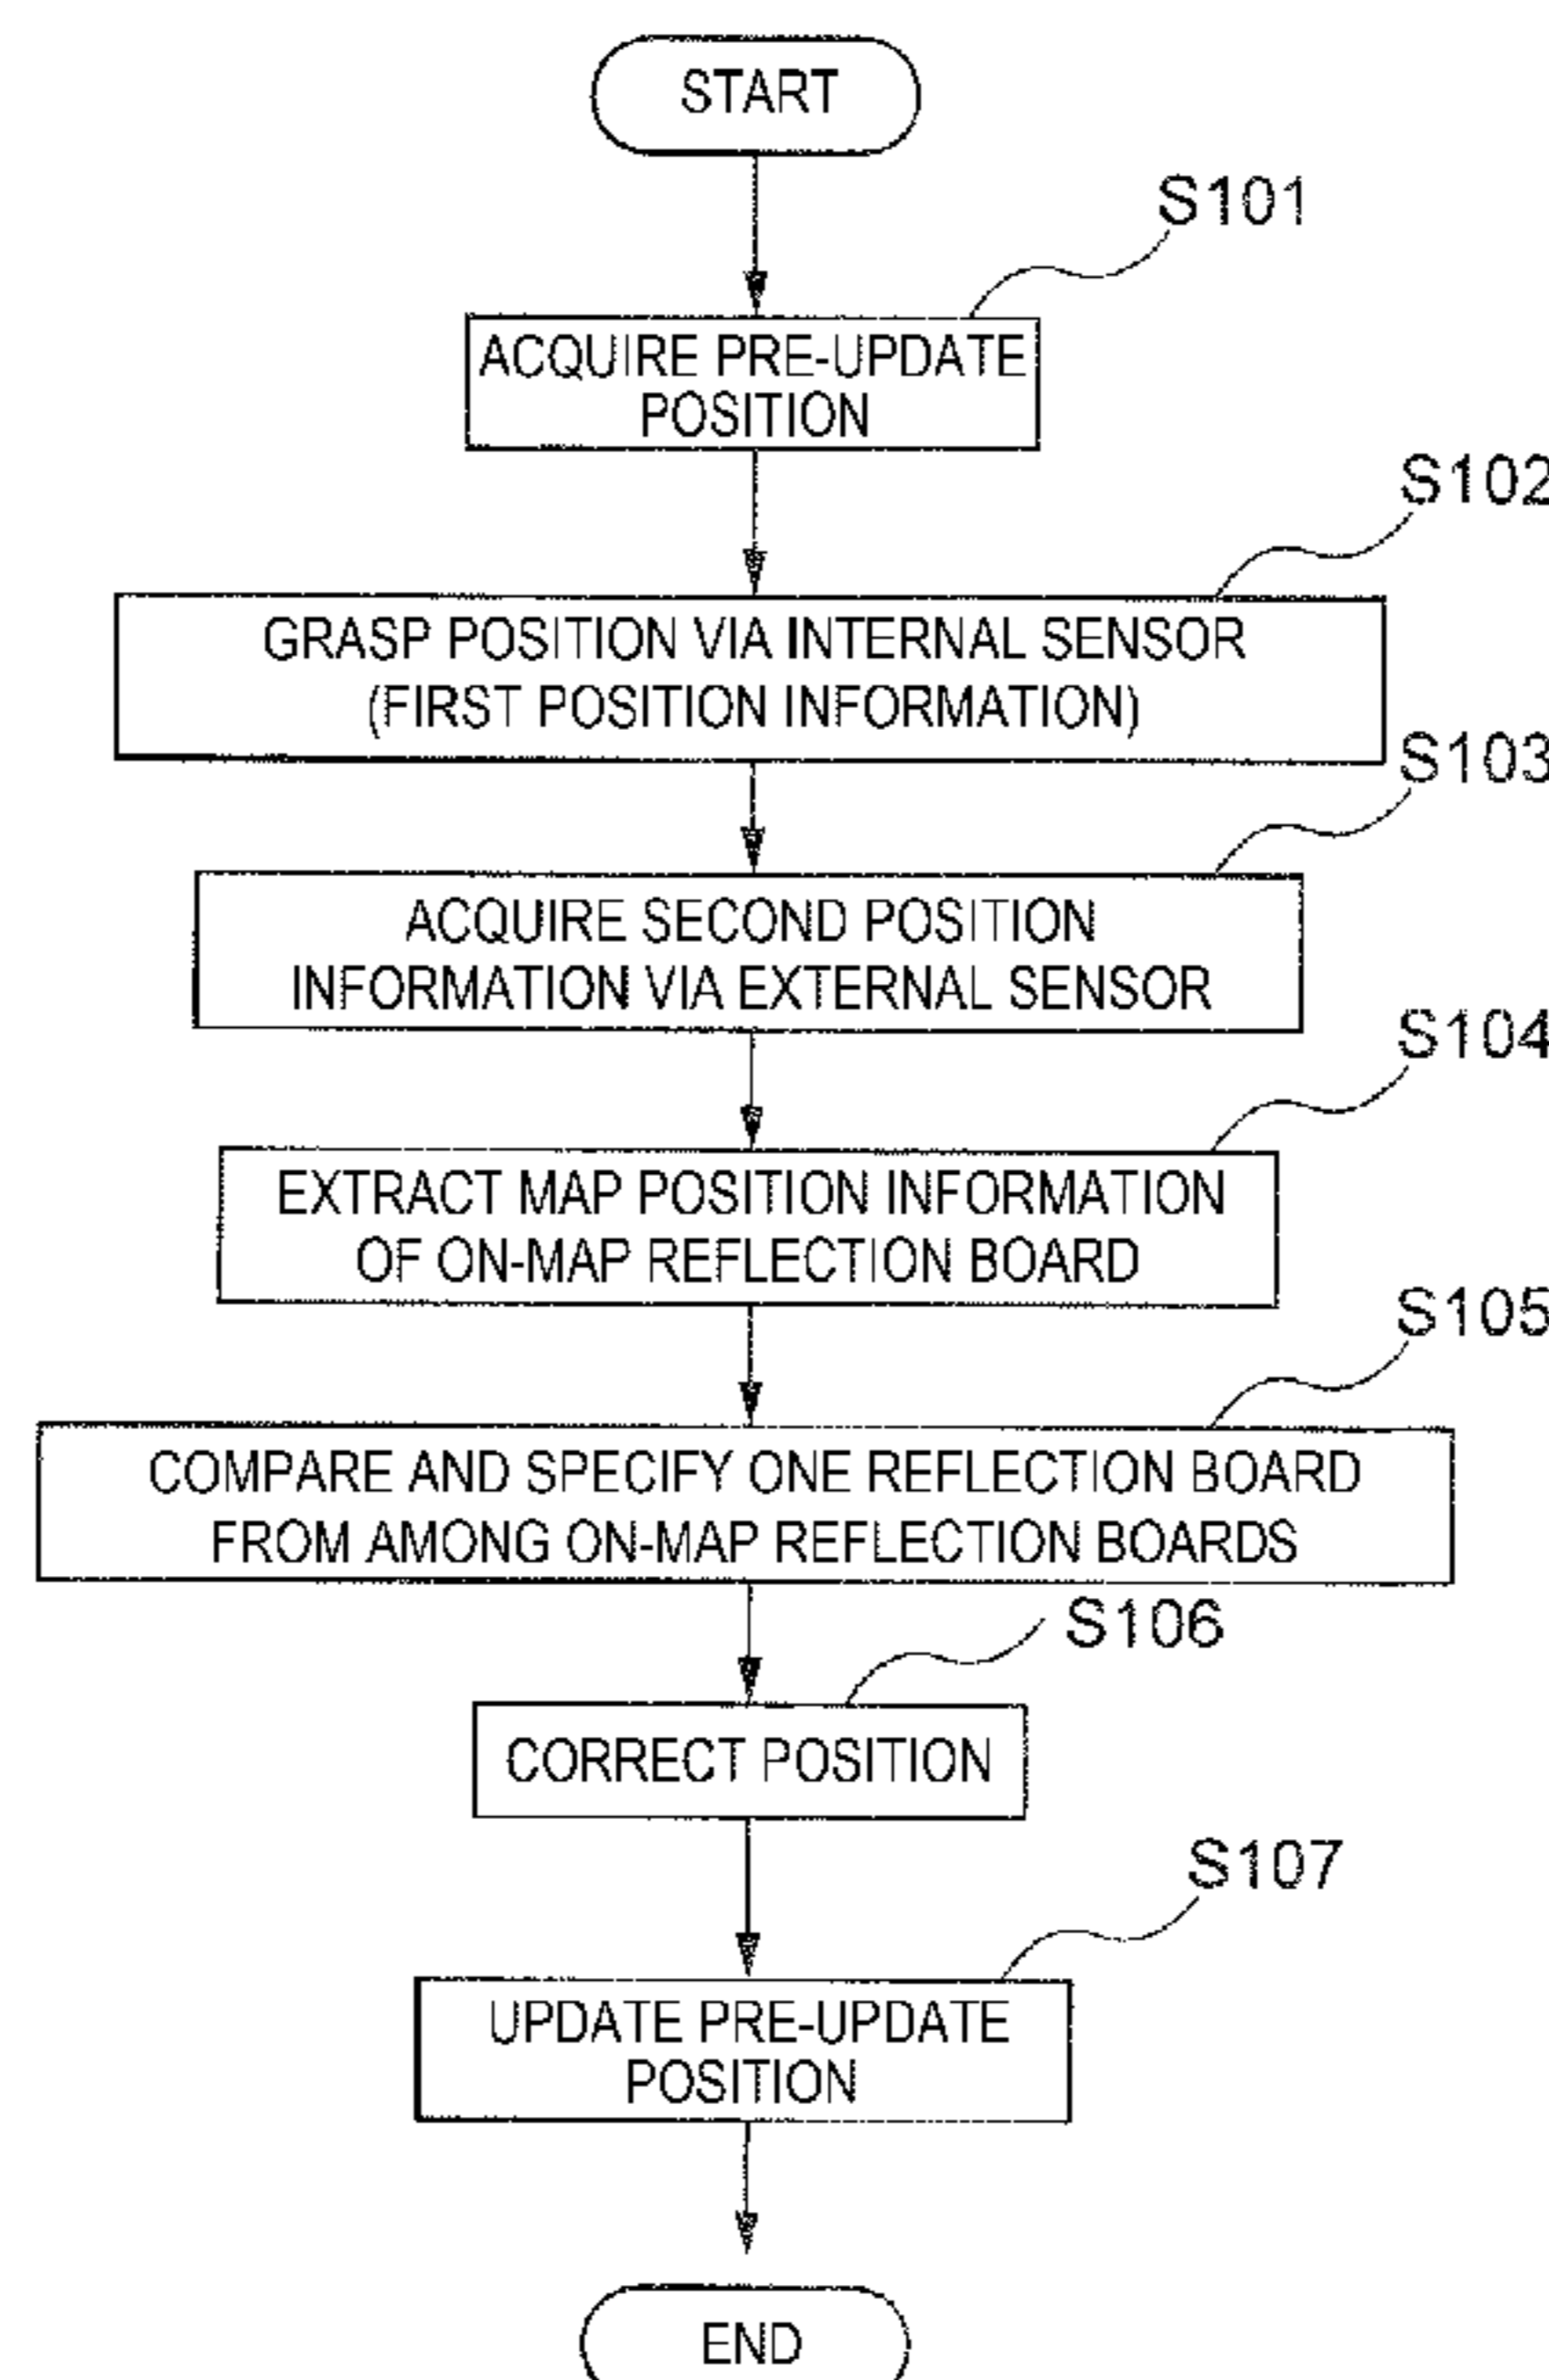 START
S101
ACQUIRE PRE-UPDATE
POSITION
S102
GRASP POSITION VIA INTERNAL SENSOR
(FIRST POSITION INFORMATION)
S103
ACQUIRE SECOND POSITION
INFORMATION VIA EXTERNAL SENSOR
S104
EXTRACT MAP POSITION INFORMATION
OF ON-MAP REFLECTION BOARD
S105
COMPARE AND SPECIFY ONE REFLECTION BOARD
FROM AMONG ON-MAP REFLECTION BOARDS
S106
CORRECT POSITION
S107
UPDATE PRE-UPDATE
POSITION
END